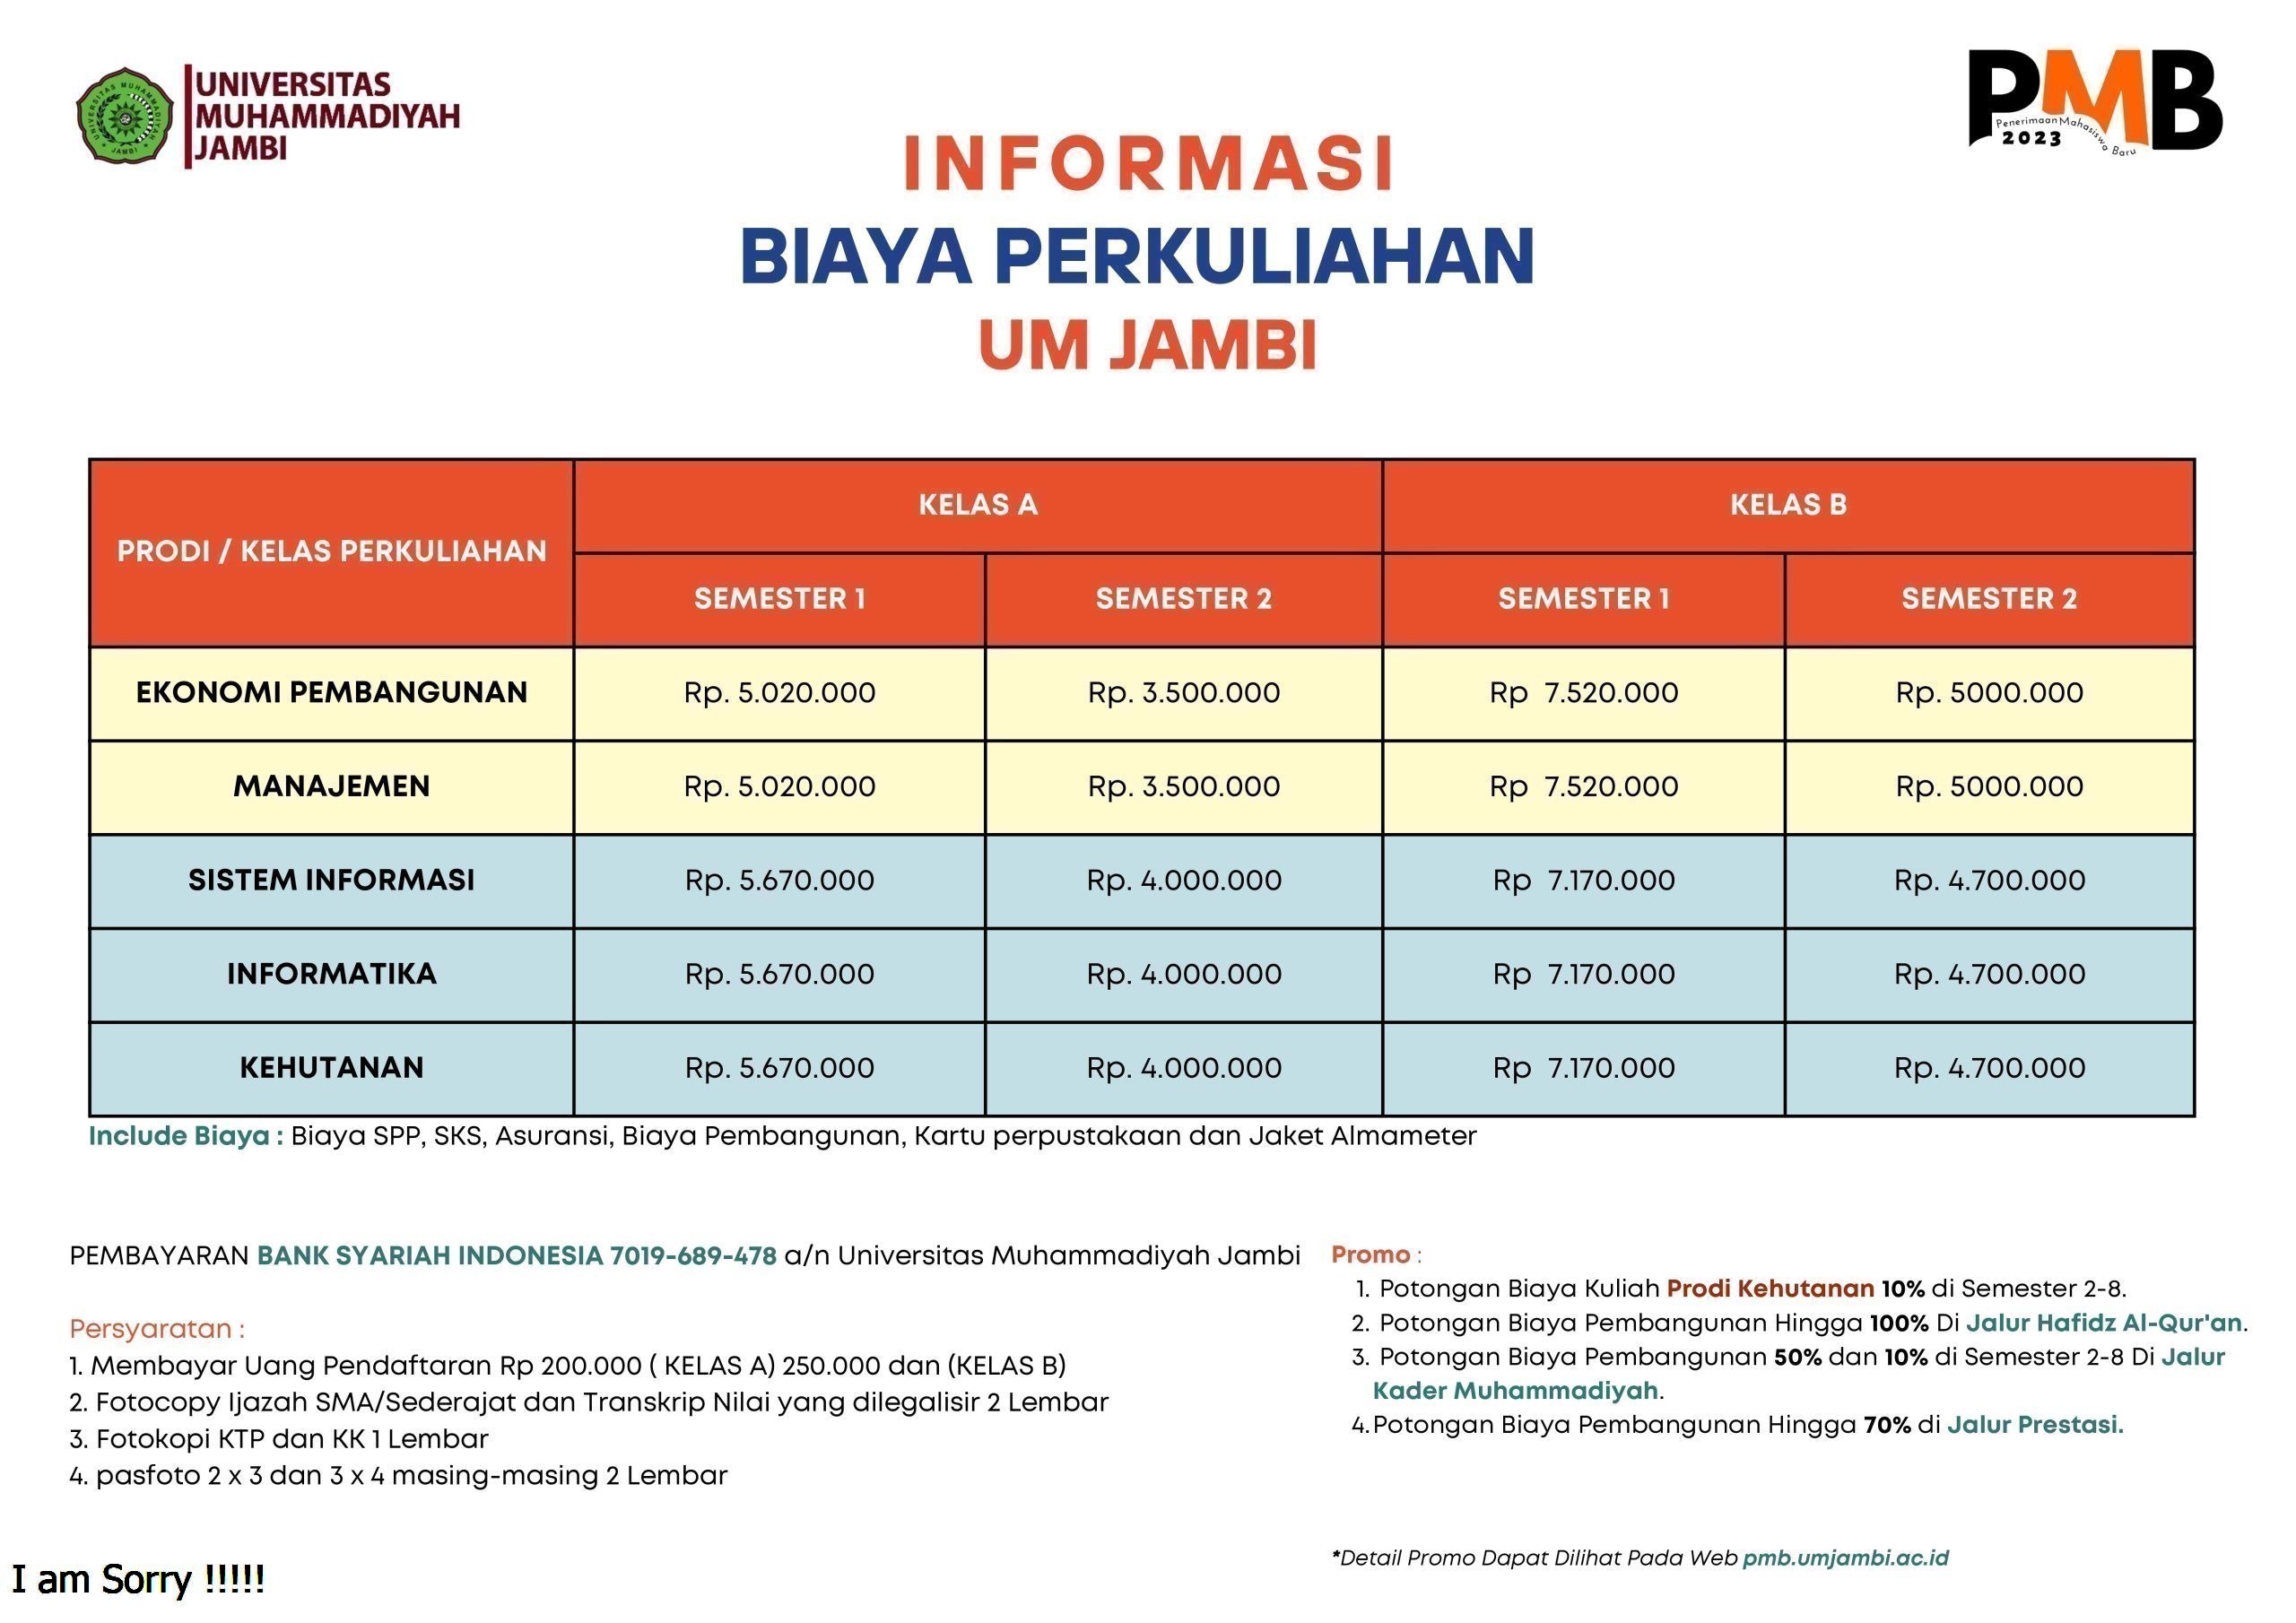 UNIVERSITAS
MUHAMMADIYAH
JAMBI
UNIVERSITAS MUHAMMADIYAH
JAMBI
PMB
Penerimaan Mahasiswa Baru
2023
INFORMASI
BIAYA PERKULIAHAN
UM JAMBI
PRODI / KELAS PERKULIAHAN
KELAS A
KELAS B
SEMESTER 1
SEMESTER 2
SEMESTER 1
SEMESTER 2
EKONOMI PEMBANGUNAN Rp. 5.020.000 Rp. 3.500.000 Rp 7.520.000 Rp. 5000.000
MANAJEMEN Rp. 5.020.000 Rp. 3.500.000 Rp 7.520.000 Rp. 5000.000
SISTEM INFORMASI Rp. 5.670.000 Rp. 4.000.000 Rp 7.170.000 Rp. 4.700.000
INFORMATIKA Rp. 5.670.000 Rp. 4.000.000 Rp 7.170.000 Rp. 4.700.000
KEHUTANAN Rp. 5.670.000 Rp. 4.000.000 Rp 7.170.000 Rp. 4.700.000
Include Biaya : Biaya SPP, SKS, Asuransi, Biaya Pembangunan, Kartu perpustakaan dan Jaket Almameter
PEMBAYARAN BANK SYARIAH INDONESIA 7019-689-478 a/n Universitas Muhammadiyah Jambi
Persyaratan :
1. Membayar Uang Pendaftaran Rp 200.000 ( KELAS A) 250.000 dan (KELAS B)
2. Fotocopy Ijazah SMA/Sederajat dan Transkrip Nilai yang dilegalisir 2 Lembar
3. Fotokopi KTP dan KK 1 Lembar
4. pasfoto 2 x 3 dan 3 x 4 masing-masing 2 Lembar
Promo :
1. Potongan Biaya Kuliah Prodi Kehutanan 10% di Semester 2-8.
2. Potongan Biaya Pembangunan Hingga 100% Di Jalur Hafidz Al-Qur'an.
3. Potongan Biaya Pembangunan 50% dan 10% di Semester 2-8 Di Jalur
Kader Muhammadiyah.
4.Potongan Biaya Pembangunan Hingga 70% di Jalur Prestasi.
*Detail Promo Dapat Dilihat Pada Web pmb.umjambi.ac.id
I am Sorry !!!!!